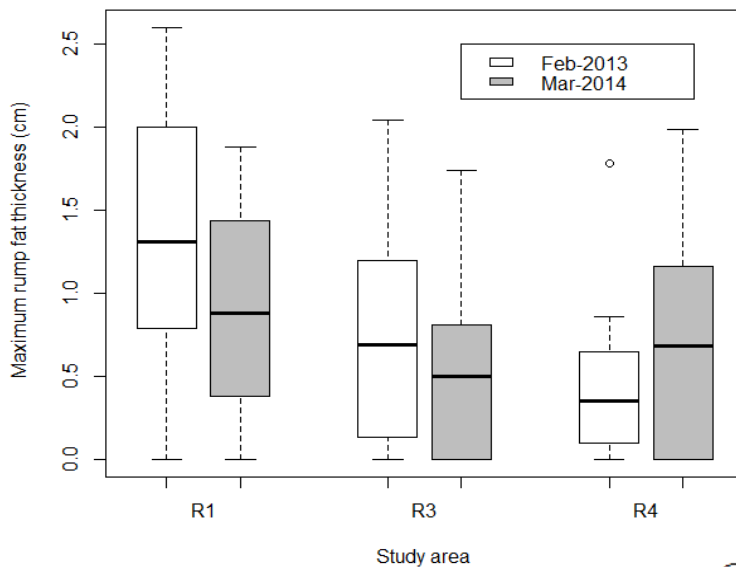 Maximum rump fat thickness (cm)
2.5
2.0
1.5
1.0
0.5
0.0
Feb-2013
Mar-2014
R1 R3 R4
Study area